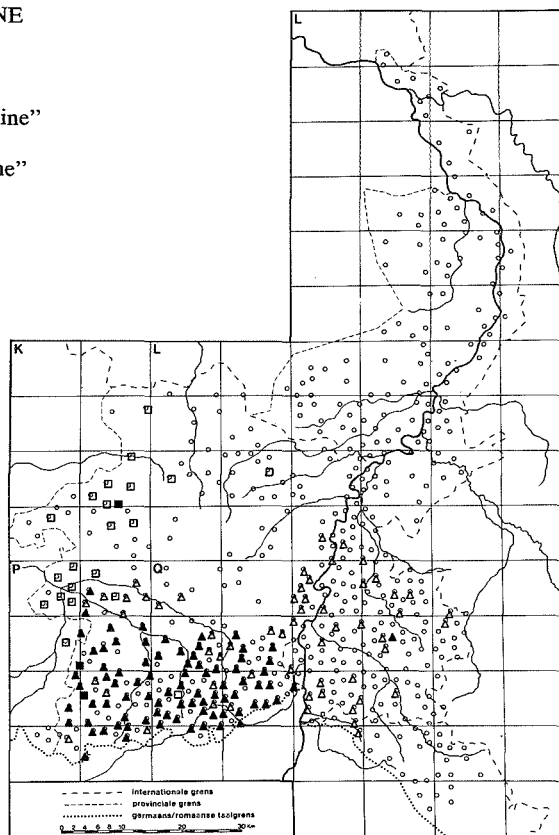 NE
L
ine”
ne”
K
L
P
Q
internationale grens
provinciale grens
germaans/romaanse taalgrens
0 2 4 6 8 10 20 30 Km